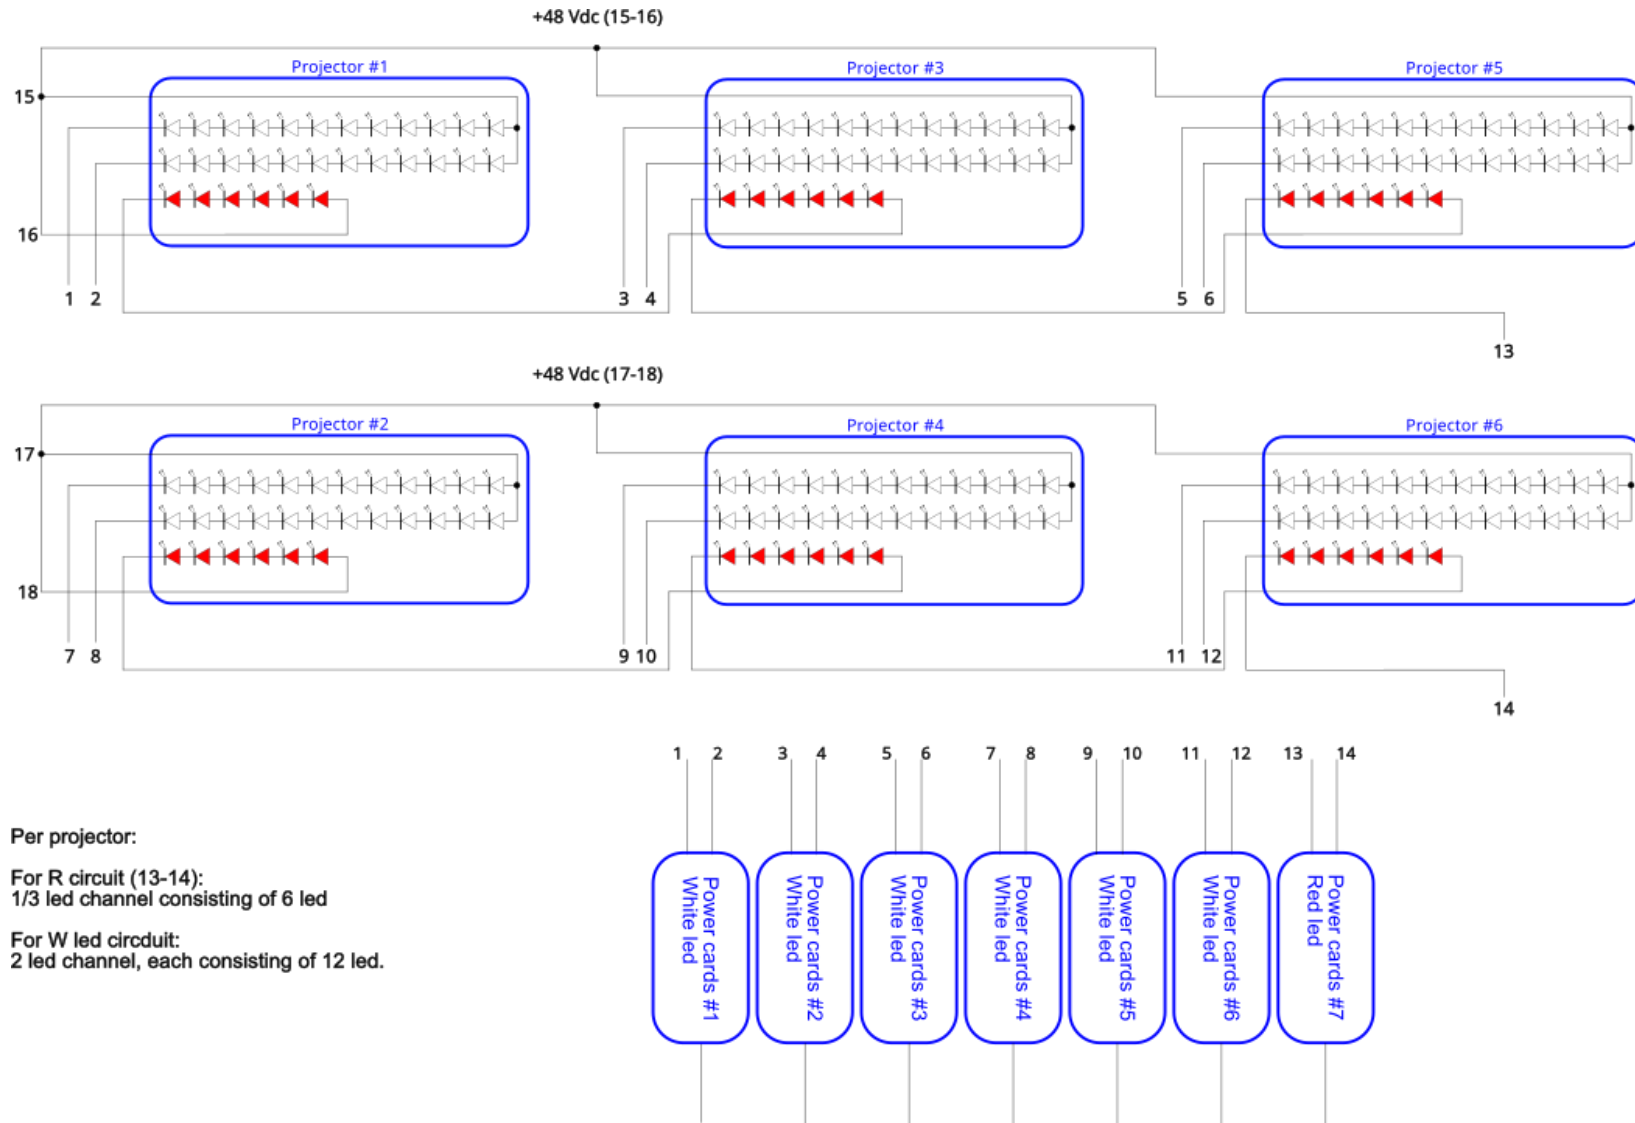 +48 Vdc (15-16)
Projector #1
Projector #3
Projector #5
15
16
1 2
3 4
5 6
13
+48 Vdc (17-18)
Projector #2
Projector #4
Projector #6
17
18
7 8
9 10
11 12
14
1 2 3 4 5 6 7 8 9 10 11 12 13 14
Per projector:
For R circuit (13-14):
1/3 led channel consisting of 6 led
For W led circduit:
2 led channel, each consisting of 12 led.
Power cards #1
White led
Power cards #2
White led
Power cards #3
White led
Power cards #4
White led
Power cards #5
White led
Power cards #6
White led
Power cards #7
Red led